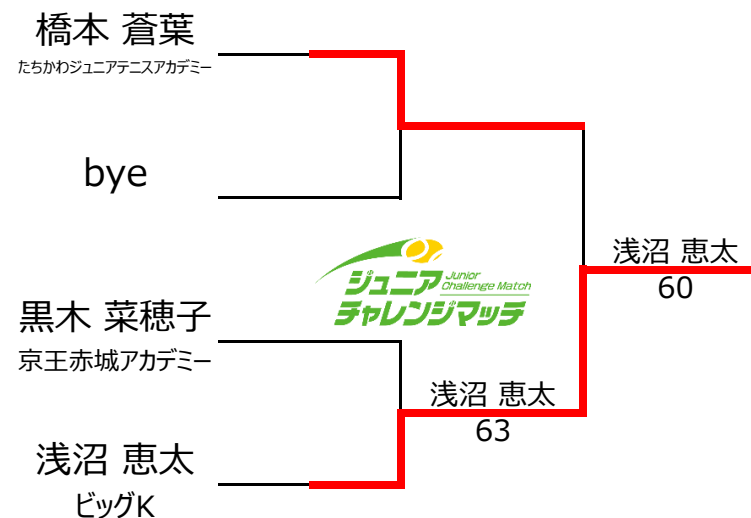 橋本 蒼葉
たちかわジュニアテニスアカデミー
bye
ジュニア
Junior
Challenge Match
チャレンジマッチ
黒木 菜穂子
京王赤城アカデミー
浅沼 恵太
ビッグK
浅沼 恵太
63
浅沼 恵太
60